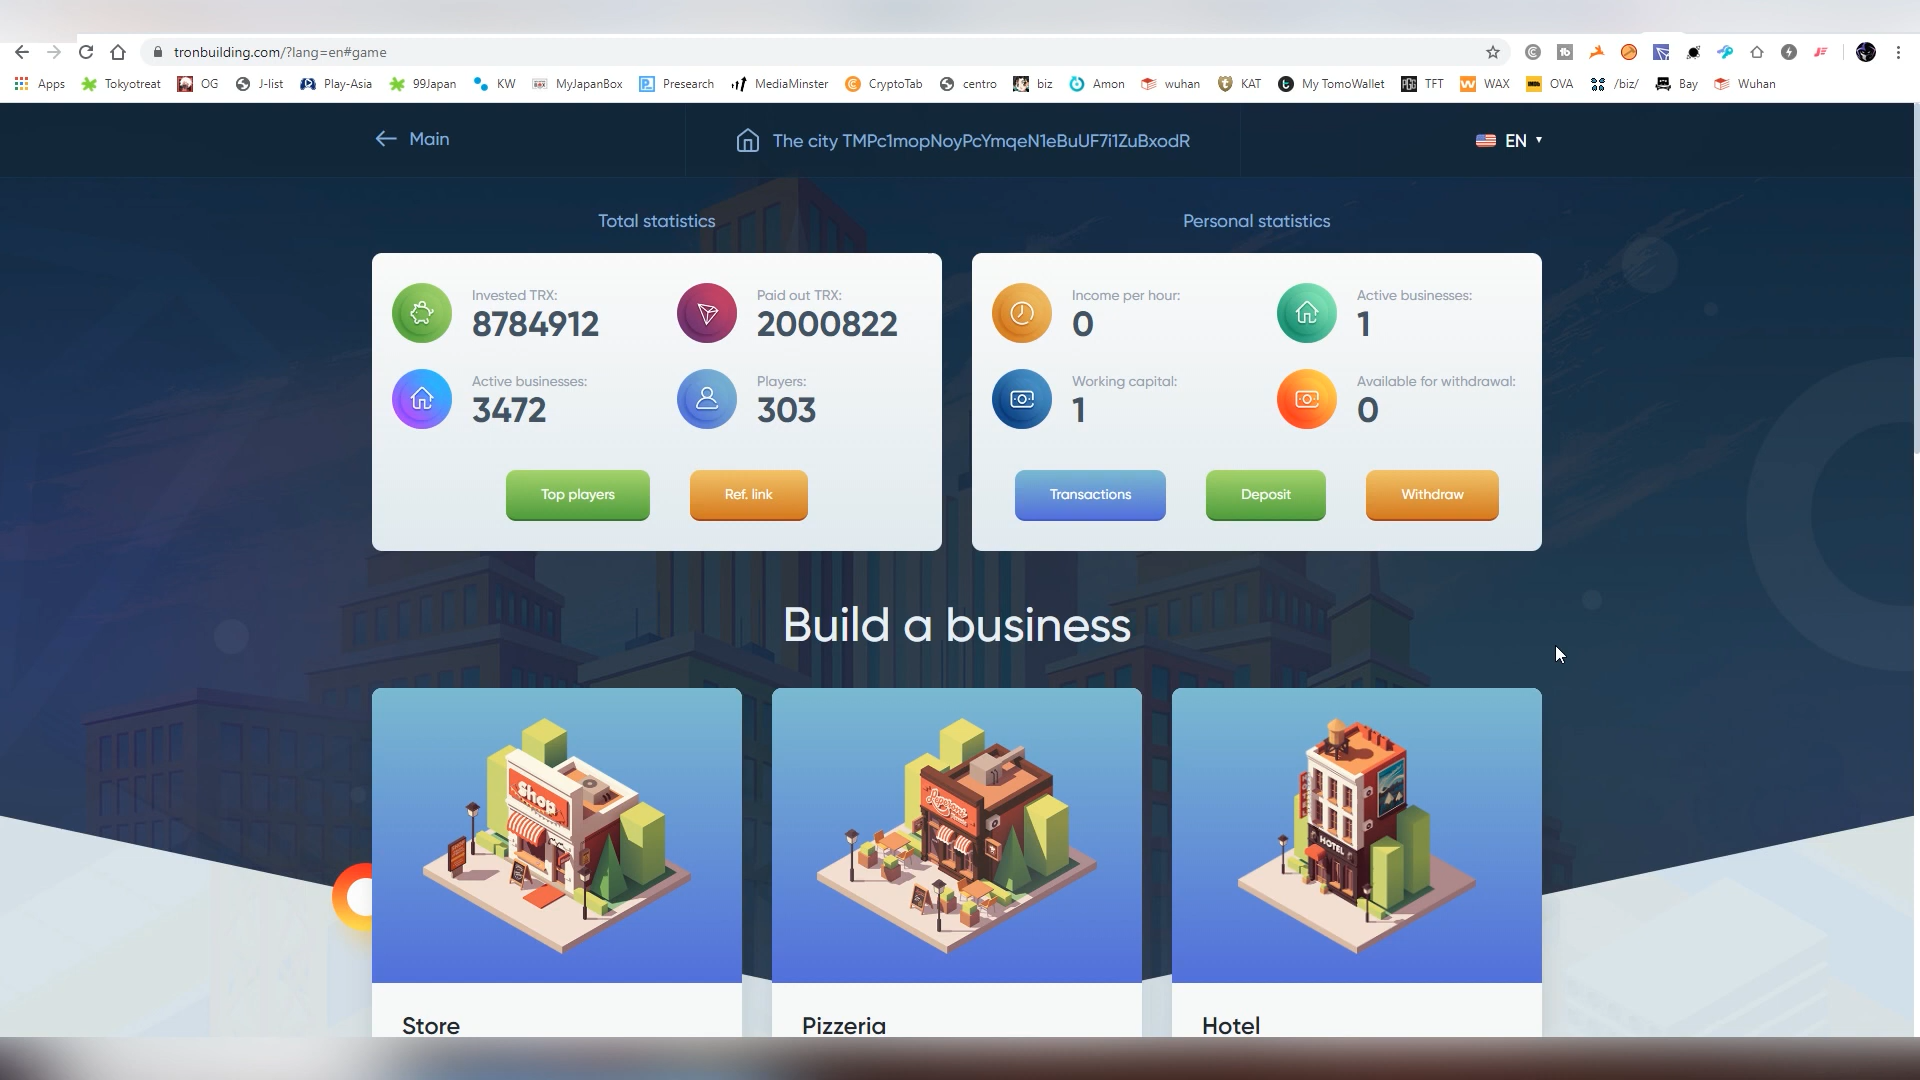 tronbuilding.com/?lang=en#game
Apps Tokyotreat OG J-list Play-Asia 99Japan KW MyJapanBox Presearch MediaMinster CryptoTab centro biz Amon wuhan KAT My TomoWallet TFT WAX OVA /biz/ Bay Wuhan
Main
The city TMPc1mopNoyPcYmqeN1eBuUF7i1ZuBxodR
EN
Total statistics
Invested TRX:
8784912
Paid out TRX:
2000822
Active businesses:
3472
Players:
303
Top players
Ref. link
Personal statistics
Income per hour:
0
Active businesses:
1
Working capital:
1
Available for withdrawal:
0
Transactions
Deposit
Withdraw
Build a business
Shop
HOTEL
Store
Pizzeria
Hotel